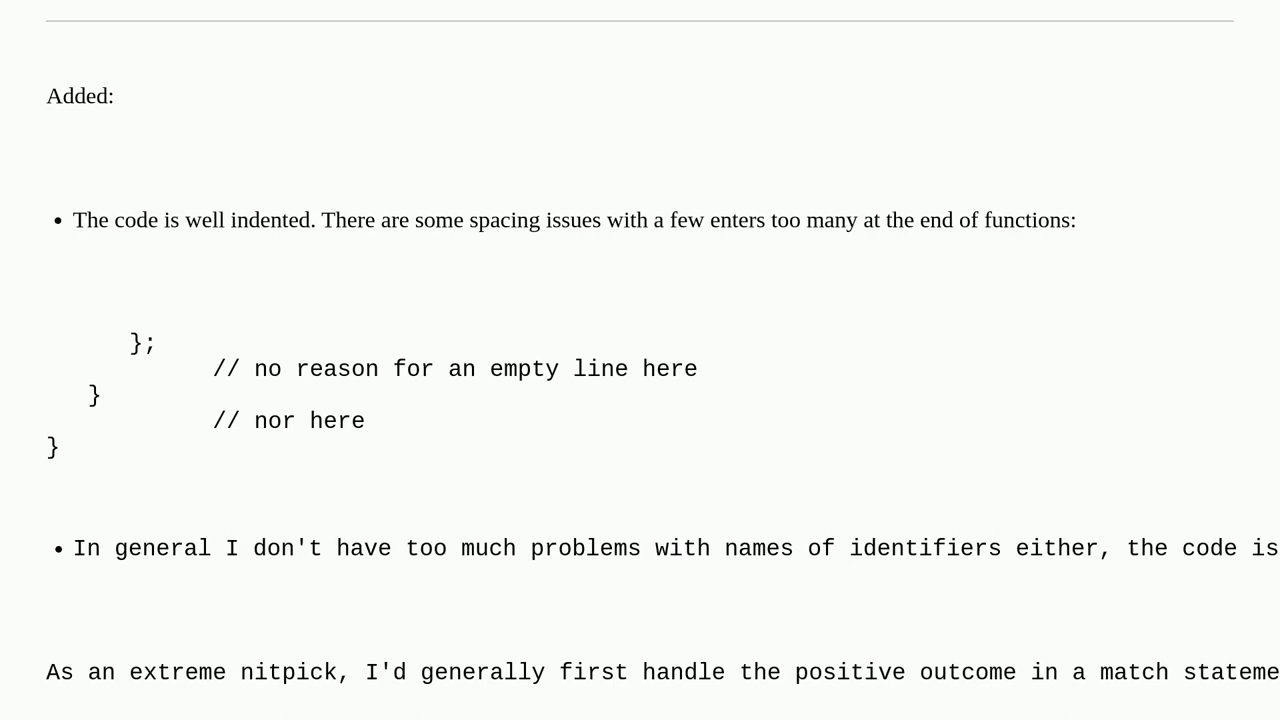 Added:
• The code is well indented. There are some spacing issues with a few enters too many at the end of functions:
      };
            // no reason for an empty line here
   }
            // nor here
}
• In general I don't have too much problems with names of identifiers either, the code is
As an extreme nitpick, I'd generally first handle the positive outcome in a match stateme